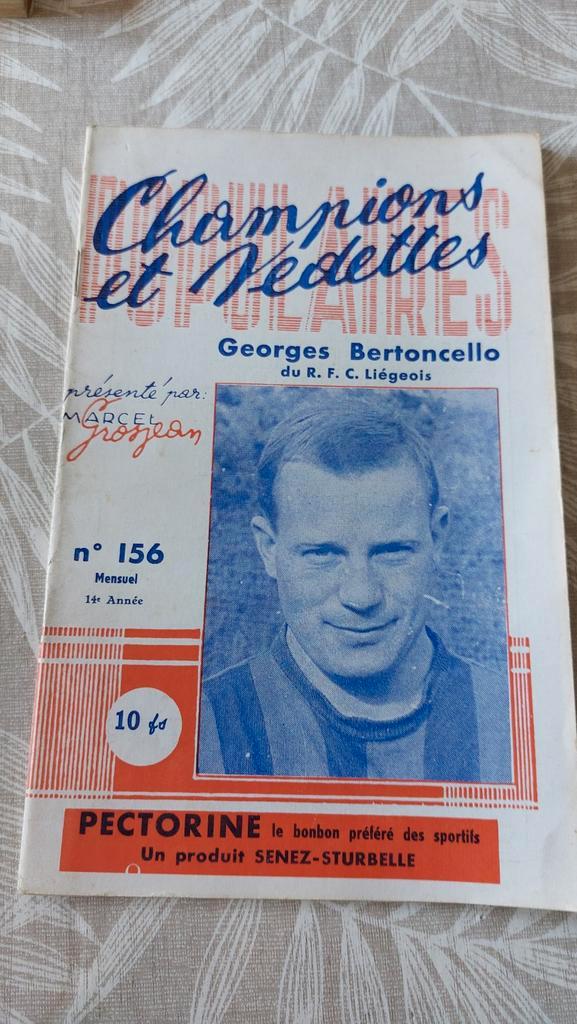 POPULAIRES
Champions
et Vedettes
Georges Bertoncello
du R. F. C. Liégeois
présenté par:
MARCEL
Grosjean
n° 156
Mensuel
14e Année
10 fs
PECTORINE le bonbon préféré des sportifs
Un produit SENEZ-STURBELLE